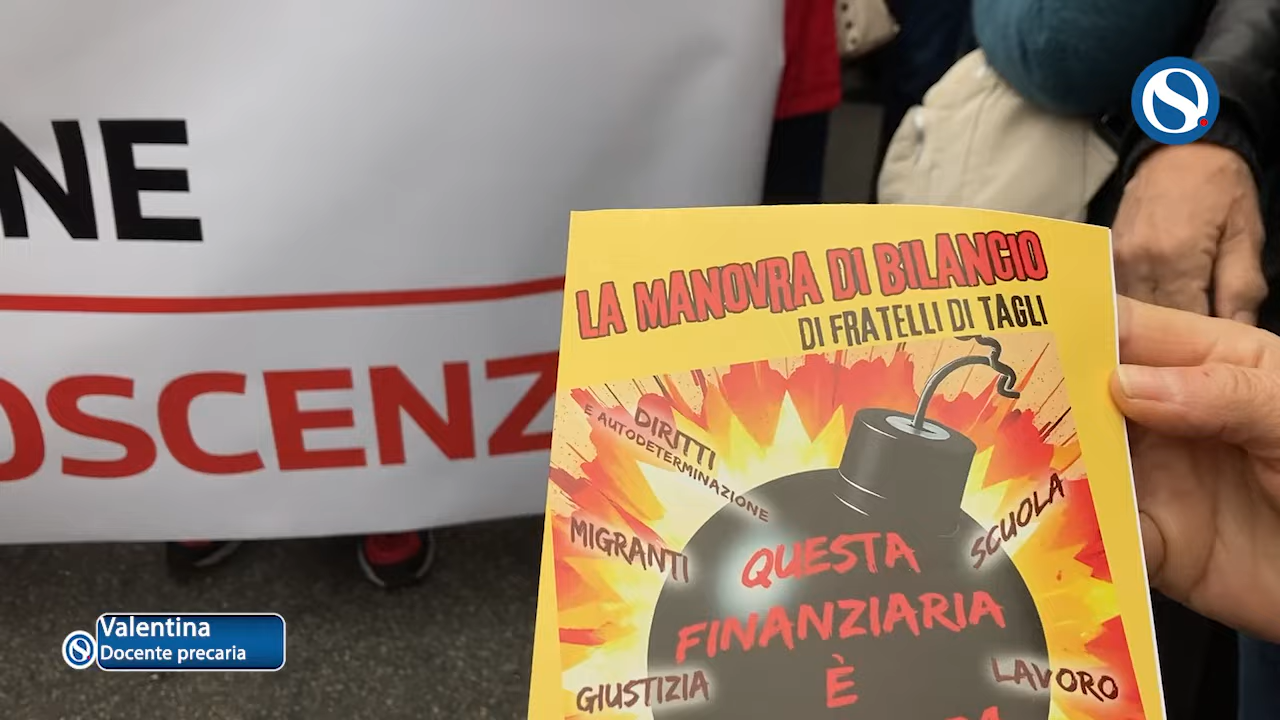 NE
OSCENZ
LA MANOVRA DI BILANCIO
DI FRATELLI DI TAGLI
DIRITTI
E AUTODETERMINAZIONE
MIGRANTI
SCUOLA
QUESTA
FINANZIARIA
È
GIUSTIZIA
LAVORO
Valentina
Docente precaria